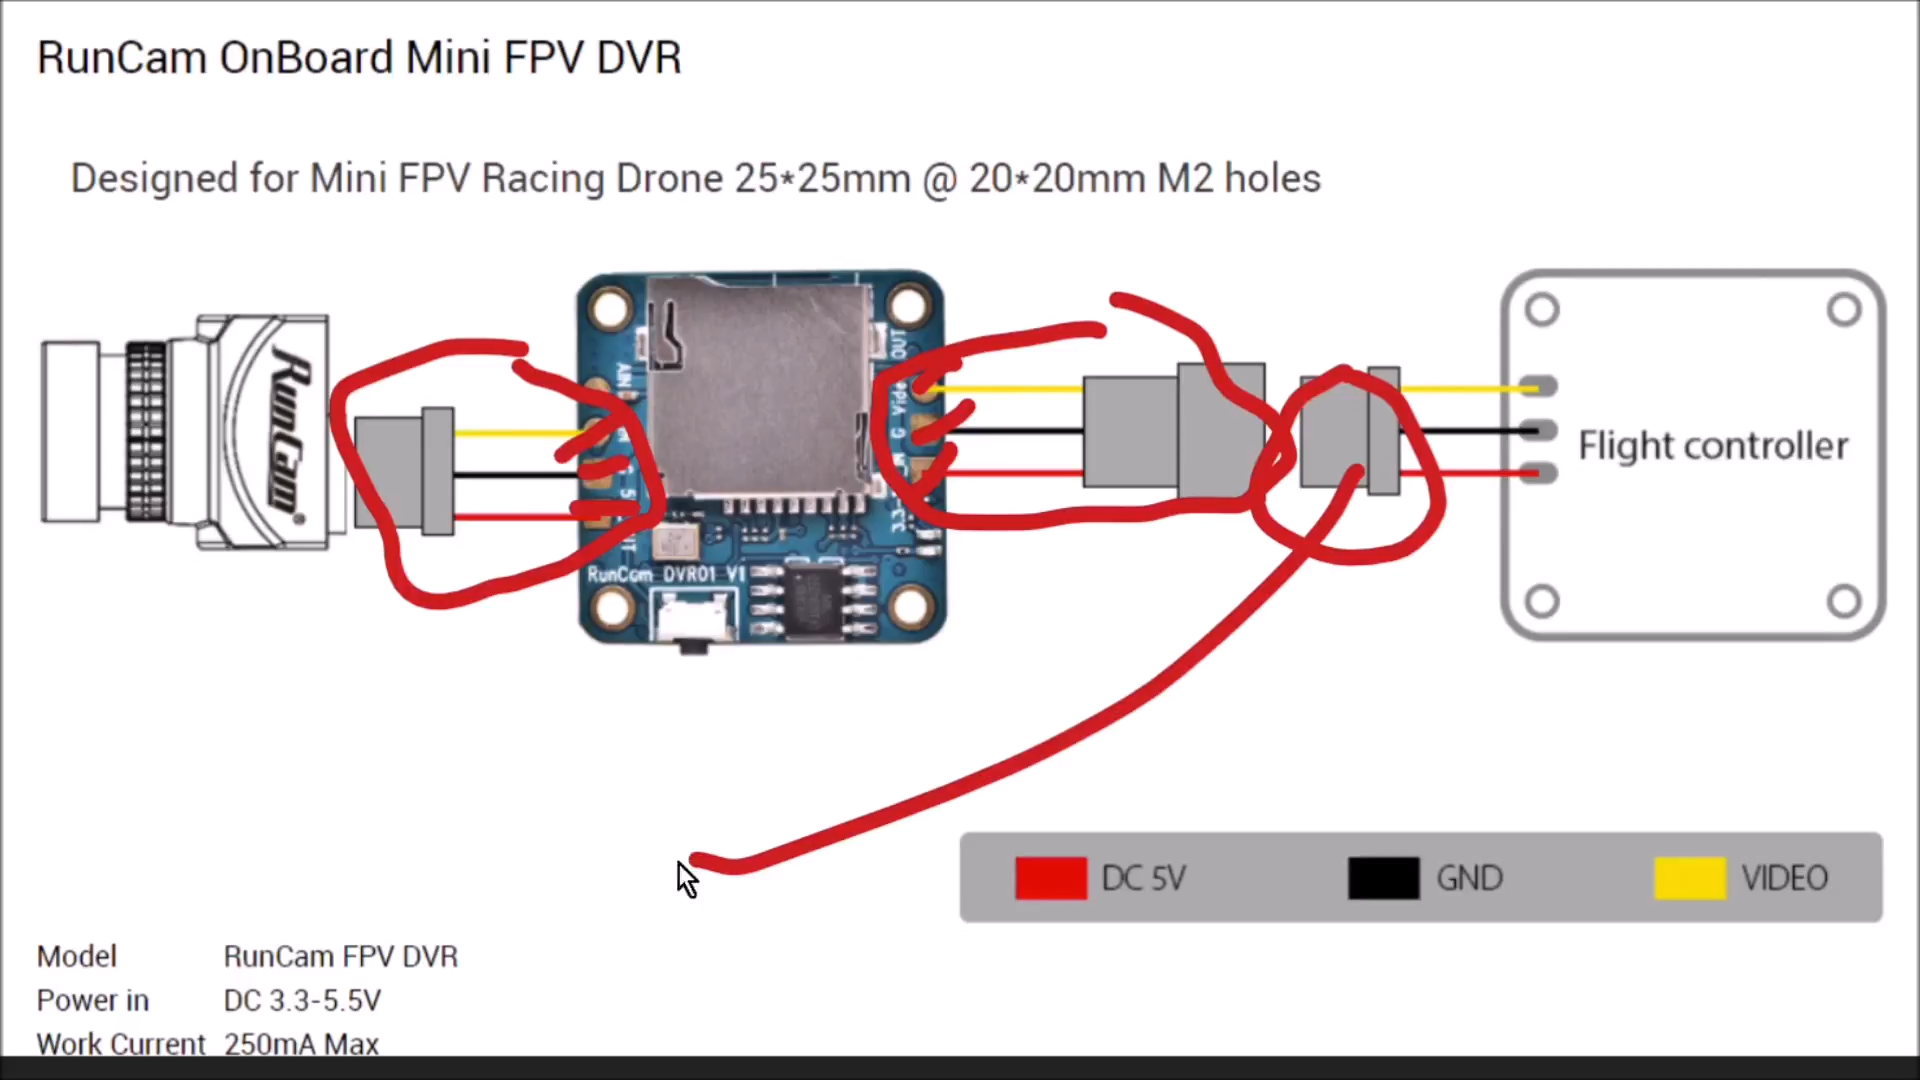 RunCam OnBoard Mini FPV DVR
Designed for Mini FPV Racing Drone 25*25mm @ 20*20mm M2 holes
RunCam®
OUT
G
RunCam DVR01 V1
Flight controller
DC 5V
GND
VIDEO
Model RunCam FPV DVR
Power in DC 3.3-5.5V
Work Current 250mA Max